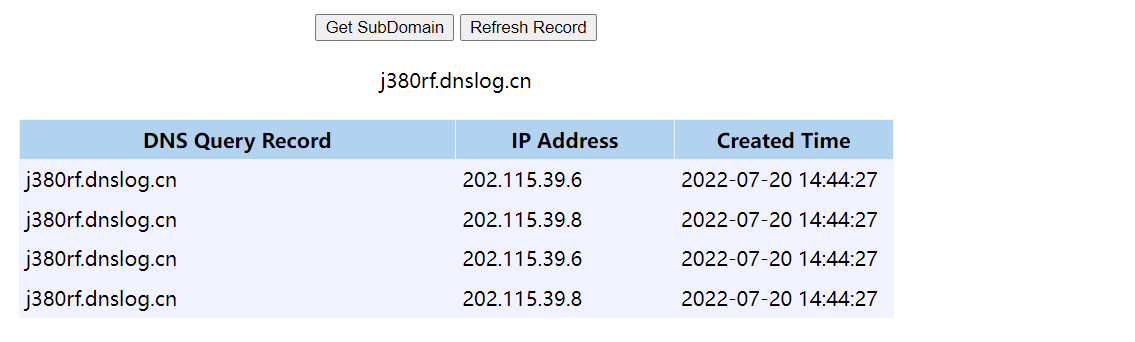 Get SubDomain Refresh Record
j380rf.dnslog.cn
DNS Query Record IP Address Created Time
j380rf.dnslog.cn 202.115.39.6 2022-07-20 14:44:27
j380rf.dnslog.cn 202.115.39.8 2022-07-20 14:44:27
j380rf.dnslog.cn 202.115.39.6 2022-07-20 14:44:27
j380rf.dnslog.cn 202.115.39.8 2022-07-20 14:44:27